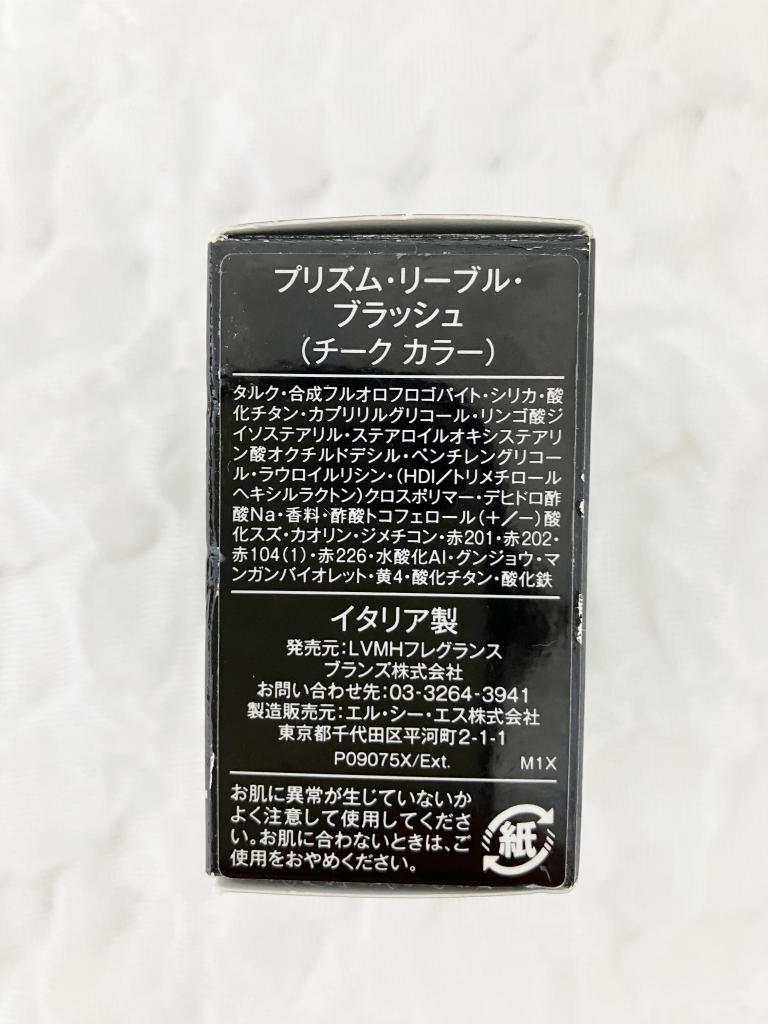 プリズム・リーブル・
ブラッシュ
(チーク カラー)
タルク・合成フルオロフロゴパイト・シリカ・酸
化チタン・カプリリルグリコール・リンゴ酸ジ
イソステアリル・ステアロイルオキシステアリ
ン酸オクチルドデシル・ペンチレングリコー
ル・ラウロイルリシン・(HDI/トリメチロール
ヘキシルラクトン)クロスポリマー・デヒドロ酢
酸Na・香料・酢酸トコフェロール(+/−)酸
化スズ・カオリン・ジメチコン・赤201・赤202・
赤104(1)・赤226・水酸化Al・グンジョウ・マ
ンガンバイオレット・黄4・酸化チタン・酸化鉄
イタリア製
発売元:LVMHフレグランス
ブランズ株式会社
お問い合わせ先:03-3264-3941
製造販売元:エル・シー・エス株式会社
東京都千代田区平河町2-1-1
P09075X/Ext. M1X
お肌に異常が生じていないか
よく注意して使用してくださ
い。お肌に合わないときは、ご
使用をおやめください。
紙